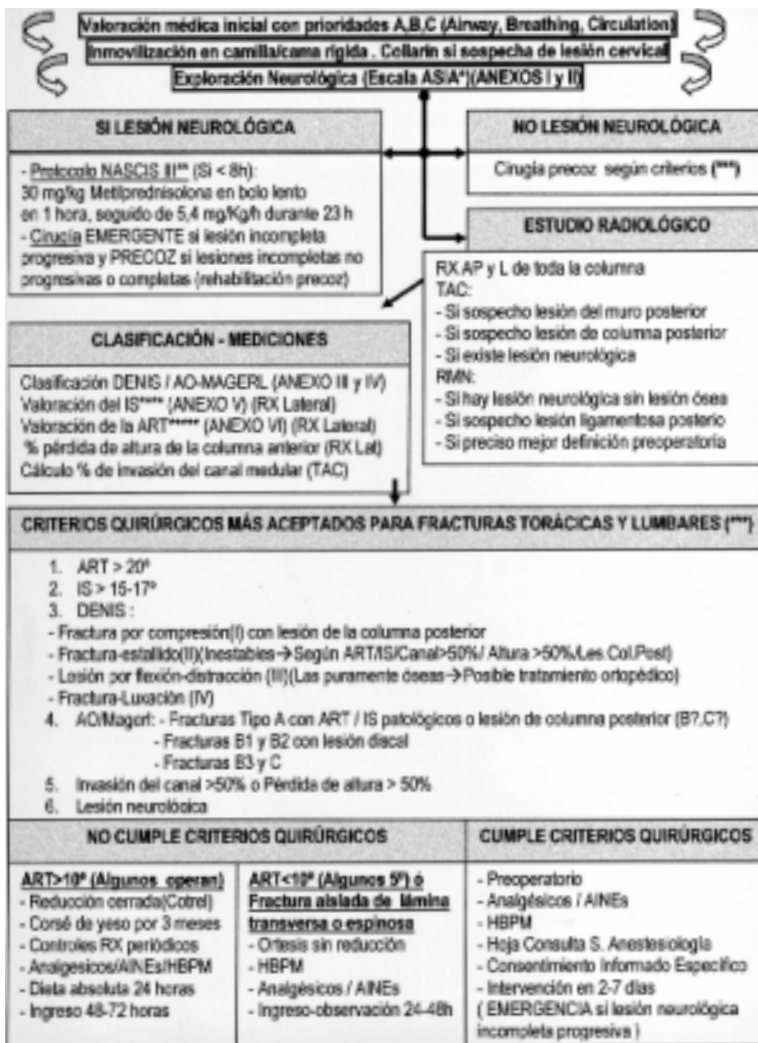 Valoración médica inicial con prioridades A,B,C (Airway, Breathing, Circulation)
Inmovilización en camilla/cama rígida . Collarín si sospecha de lesión cervical
Exploración Neurológica (Escala ASIA*)(ANEXOS I y II)
SI LESIÓN NEUROLÓGICA
- Protocolo NASCIS III** (Si < 8h):
30 mg/kg Metilprednisolona en bolo lento
en 1 hora, seguido de 5,4 mg/Kg/h durante 23 h
- Cirugía EMERGENTE si lesión incompleta
progresiva y PRECOZ si lesiones incompletas no
progresivas o completas (rehabilitación precoz)
NO LESIÓN NEUROLÓGICA
Cirugía precoz según criterios (***)
ESTUDIO RADIOLÓGICO
RX AP y L de toda la columna
TAC:
- Si sospecho lesión del muro posterior
- Si sospecho lesión de columna posterior
- Si existe lesión neurológica
RMN:
- Si hay lesión neurológica sin lesión ósea
- Si sospecho lesión ligamentosa posterio
- Si preciso mejor definición preoperatoria
CLASIFICACIÓN - MEDICIONES
Clasificación DENIS / AO-MAGERL (ANEXO III y IV)
Valoración del IS**** (ANEXO V) (RX Lateral)
Valoración de la ART***** (ANEXO VI) (RX Lateral)
% pérdida de altura de la columna anterior (RX Lat)
Cálculo % de invasión del canal medular (TAC)
CRITERIOS QUIRÚRGICOS MÁS ACEPTADOS PARA FRACTURAS TORÁCICAS Y LUMBARES (***)
1. ART > 20º
2. IS > 15-17º
3. DENIS :
- Fractura por compresión(I) con lesión de la columna posterior
- Fractura-estallido(II)(Inestables→Según ART/IS/Canal>50%/ Altura >50%/Les Col.Post)
- Lesión por flexión-distracción (III)(Las puramente óseas→Posible tratamiento ortopédico)
- Fractura-Luxación (IV)
4. AO/Magerl: - Fracturas Tipo A con ART / IS patológicos o lesión de columna posterior (B?,C?)
- Fracturas B1 y B2 con lesión discal
- Fracturas B3 y C
5. Invasión del canal >50% o Pérdida de altura > 50%
6. Lesión neurológica
NO CUMPLE CRITERIOS QUIRÚRGICOS
ART>10º (Algunos operan)
- Reducción cerrada(Cotrel)
- Corsé de yeso por 3 meses
- Controles RX periódicos
- Analgesicos/AINEs/HBPM
- Dieta absoluta 24 horas
- Ingreso 48-72 horas
ART<10º (Algunos 5º) ó
Fractura aislada de lámina
transversa o espinosa
- Ortesis sin reducción
- HBPM
- Analgésicos / AINEs
- Ingreso-observación 24-48h
CUMPLE CRITERIOS QUIRÚRGICOS
- Preoperatorio
- Analgésicos / AINEs
- HBPM
- Hoja Consulta S. Anestesiología
- Consentimiento Informado Específico
- Intervención en 2-7 días
( EMERGENCIA si lesión neurológica
incompleta progresiva )